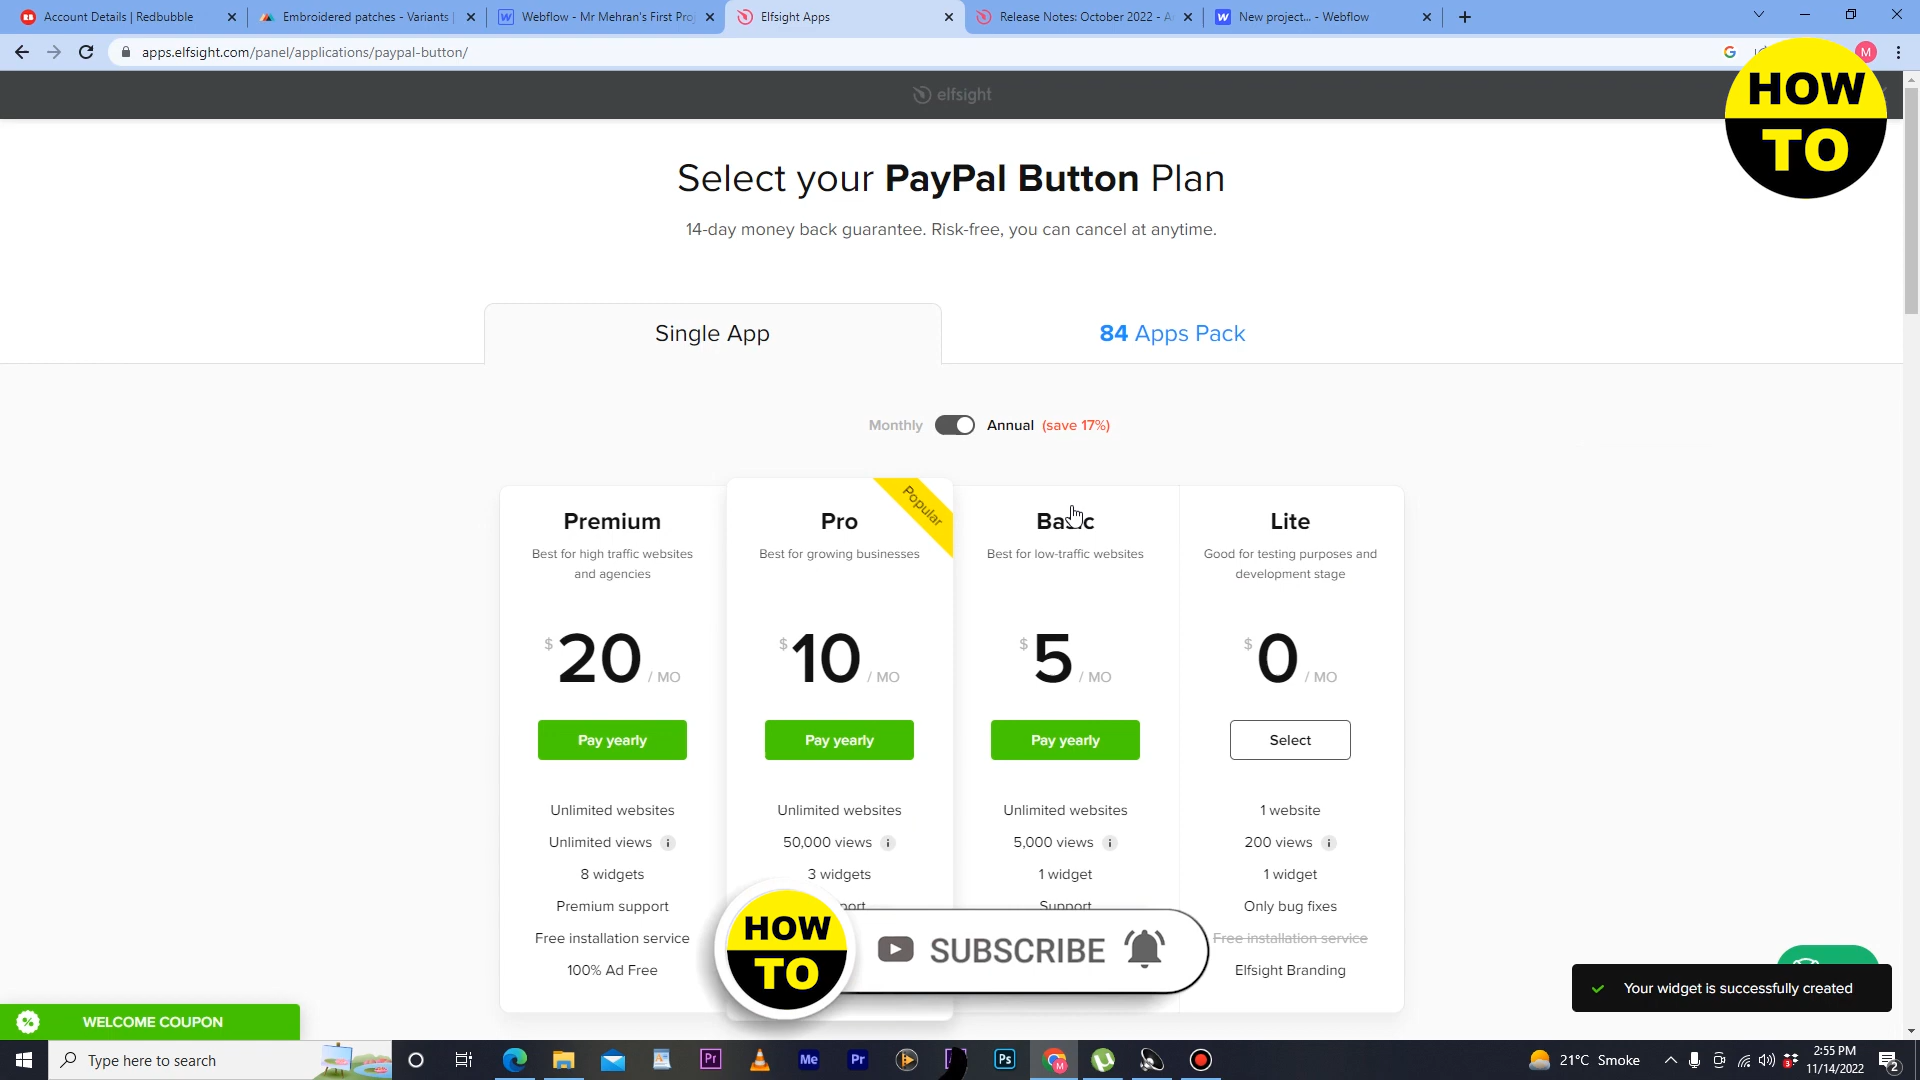 Account Details | Redbubble
Embroidered patches - Variants
Webflow - Mr Mehran's First Pro
Elfsight Apps
Release Notes: October 2022 - A
New project... - Webflow
apps.elfsight.com/panel/applications/paypal-button/
M
HOW
TO
elfsight
Select your PayPal Button Plan
14-day money back guarantee. Risk-free, you can cancel at anytime.
Single App
84 Apps Pack
Monthly
Annual (save 17%)
Premium
Best for high traffic websites
and agencies
$ 20 / MO
Pay yearly
Unlimited websites
Unlimited views
8 widgets
Premium support
Free installation service
100% Ad Free
Popular
Pro
Best for growing businesses
$ 10 / MO
Pay yearly
Unlimited websites
50,000 views
3 widgets
Best for low-traffic websites
$ 5 / MO
Pay yearly
Unlimited websites
5,000 views
1 widget
Support
Lite
Good for testing purposes and
development stage
$ 0 / MO
Select
1 website
200 views
1 widget
Only bug fixes
Free installation service
Elfsight Branding
HOW
TO
SUBSCRIBE
Your widget is successfully created
WELCOME COUPON
Type here to search
Pr
Me
Pr
Ps
21°C Smoke
2:55 PM
11/14/2022
2